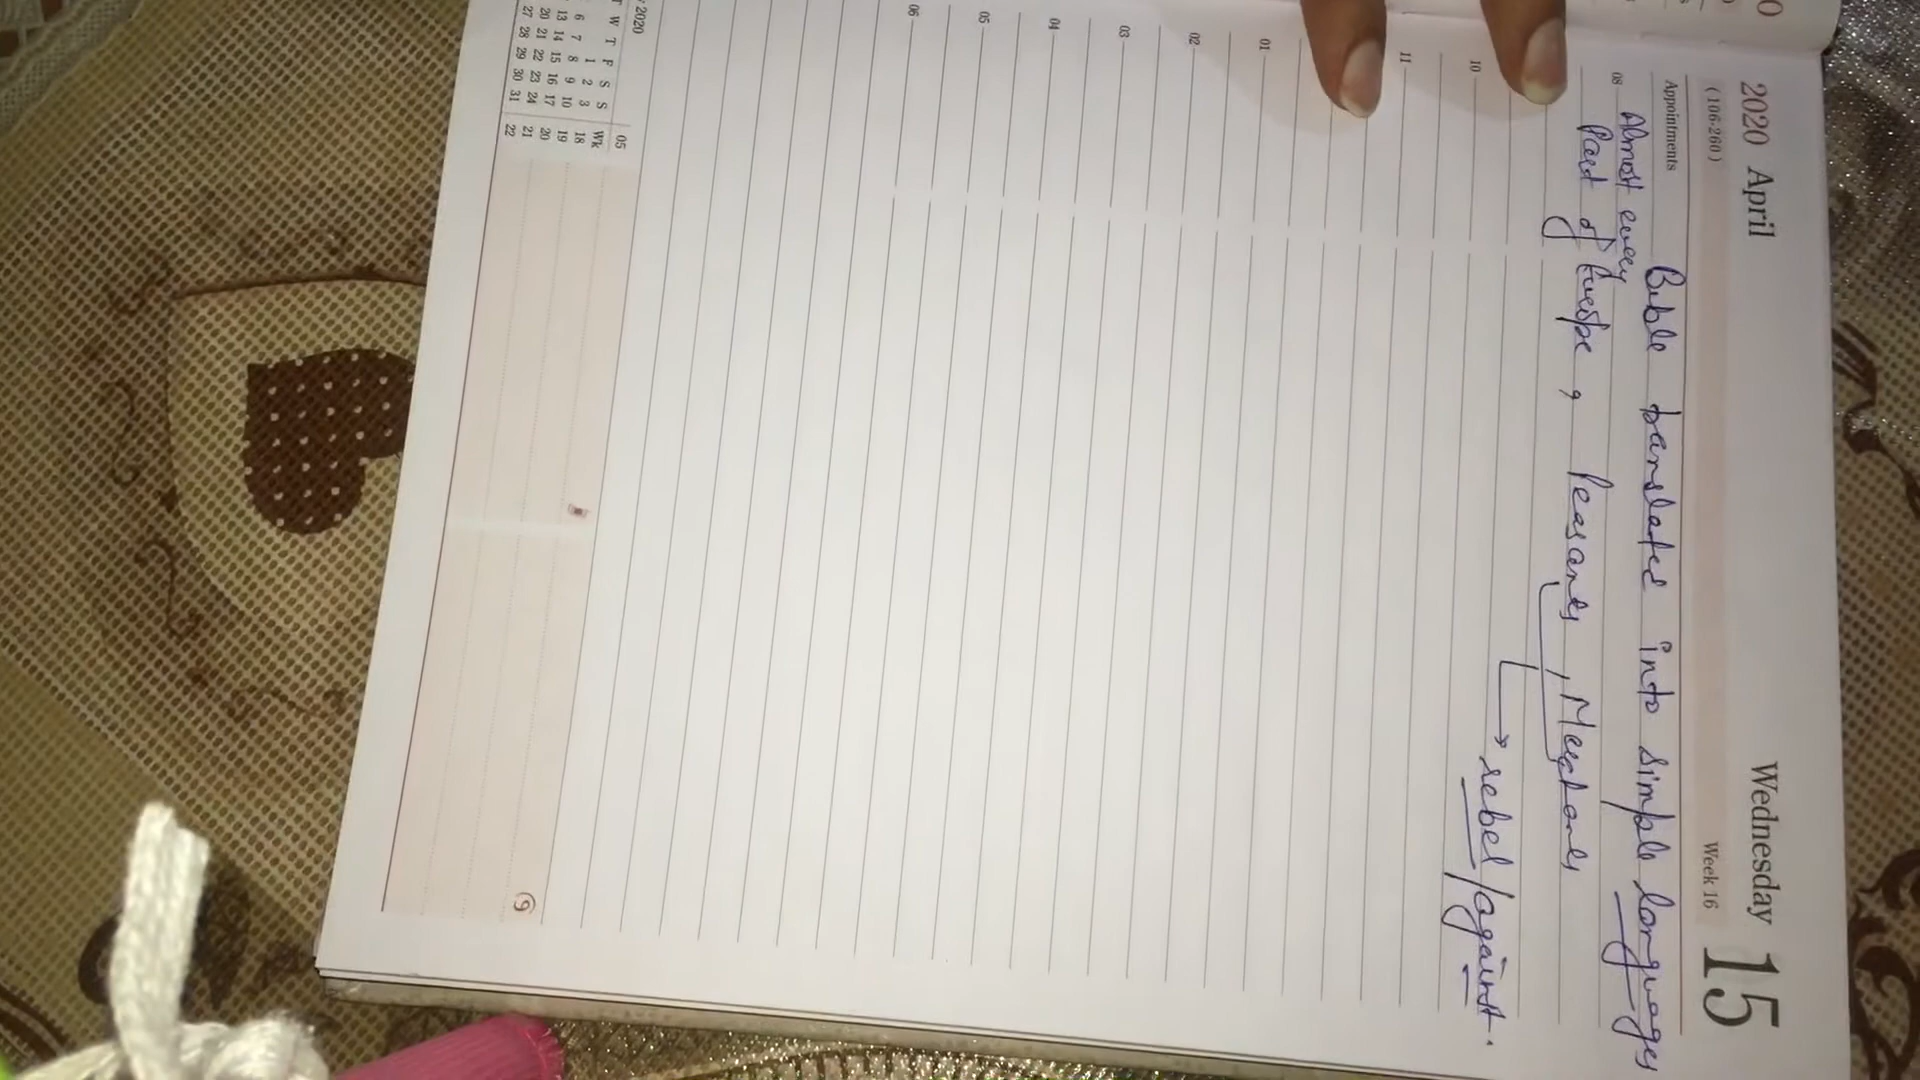 2020 April Wednesday 15
(106-260) Week 16
Appointments
Bible translated into simple languages
08
Almost every
Part of Europe, Peasants, Merchants
10
→ rebel/against.
11
01
02
03
04
05
06
2020 05
T W T F S S Wk
1 2 3 18
6 7 8 9 10 19
13 14 15 16 17 20
20 21 22 23 24 21
27 28 29 30 31 22
9